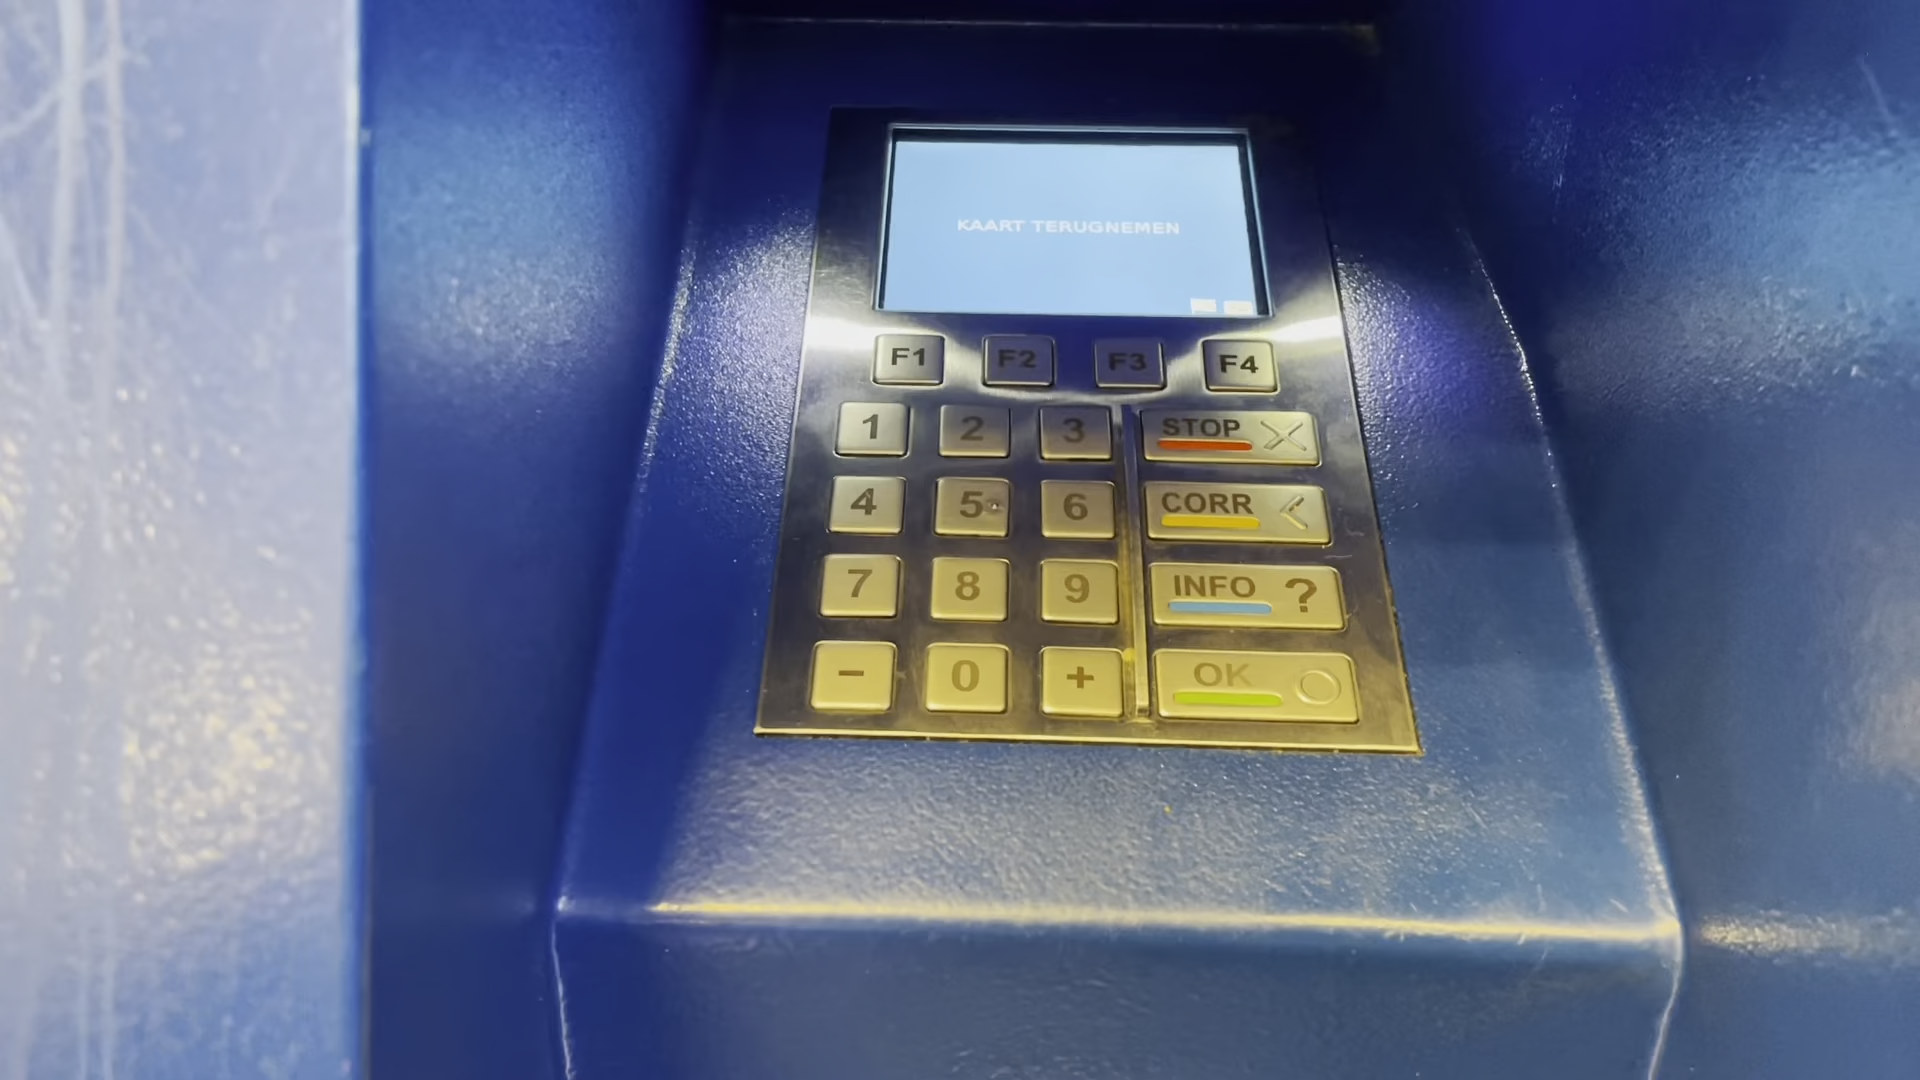 KAART TERUGNEMEN
F1 F2 F3 F4
1 2 3 STOP
4 5 6 CORR
7 8 9 INFO ?
- 0 + OK